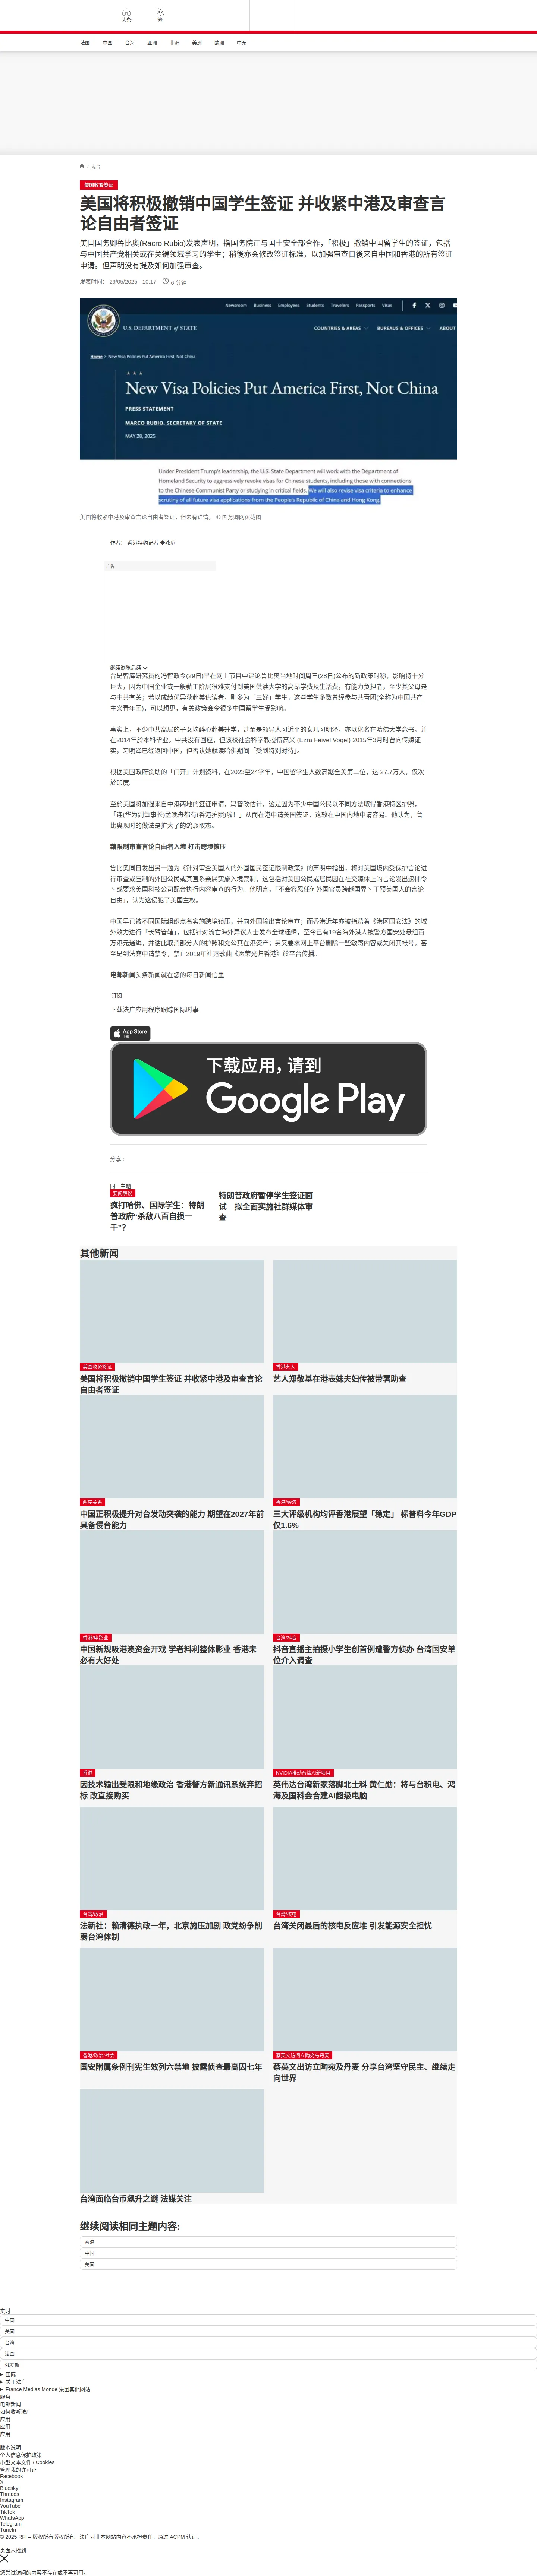 头条
繁
法国
中国
台海
亚洲
非洲
美洲
欧洲
中东
/ 港台
美国收紧签证
美国将积极撤销中国学生签证 并收紧中港及审查言
论自由者签证
美国国务卿鲁比奥(Racro Rubio)发表声明，指国务院正与国土安全部合作，「积极」撤销中国留学生的签证，包括
与中国共产党相关或在关键领域学习的学生；稍後亦会修改签证标准，以加强审查日後来自中国和香港的所有签证
申请。但声明没有提及如何加强审查。
发表时间： 29/05/2025 - 10:17 6 分钟
Newsroom Business Employees Students Travelers Passports Visas
U.S. DEPARTMENT of STATE
COUNTRIES & AREAS BUREAUS & OFFICES ABOUT
Home > New Visa Policies Put America First, Not China
New Visa Policies Put America First, Not China
PRESS STATEMENT
MARCO RUBIO, SECRETARY OF STATE
MAY 28, 2025
Under President Trump's leadership, the U.S. State Department will work with the Department of
Homeland Security to aggressively revoke visas for Chinese students, including those with connections
to the Chinese Communist Party or studying in critical fields. We will also revise visa criteria to enhance
scrutiny of all future visa applications from the People's Republic of China and Hong Kong.
美国将收紧中港及审查言论自由者签证，但未有详情。 © 国务卿网页截图
作者： 香港特约记者 麦燕庭
广告
继续浏览后续
曾是智库研究员的冯智政今(29)早在网上节目中评论鲁比奥当地时间周三(28日)公布的新政策时称，影响将十分
巨大，因为中国企业或一般薪工阶层很难支付到美国供读大学的高昂学费及生活费，有能力负担者，至少其父母是
与中共有关；若以成绩优异获赴美供读者，则多为「三好」学生，这些学生多数曾经参与共青团(全称为中国共产
主义青年团)，可以想见，有关政策会令很多中国留学生受影响。
事实上，不少中共高层的子女均醉心赴美升学，甚至是领导人习近平的女儿习明泽，亦以化名在哈佛大学念书，并
在2014年於本科毕业。中共没有回应，但该校社会科学教授傅高义 (Ezra Feivel Vogel) 2015年3月时曾向传媒证
实，习明泽已经返回中国，但否认她就读哈佛期间「受到特别对待」。
根据美国政府赞助的「门开」计划资料，在2023至24学年，中国留学生人数高踞全美第二位，达 27.7万人，仅次
於印度。
至於美国将加强来自中港两地的签证申请，冯智政估计，这是因为不少中国公民以不同方法取得香港特区护照，
「连(华为副董事长)孟晚舟都有(香港护照)啦! 」从而在港申请美国签证，这较在中国内地申请容易。他认为，鲁
比奥现时的做法是扩大了的鸽派取态。
藉限制审查言论自由者入境 打击跨境镇压
鲁比奥同日发出另一题为《针对审查美国人的外国国民签证限制政策》的声明中指出，将对美国境内受保护言论进
行审查或压制的外国公民或其直系亲属实施入境禁制，这包括对美国公民或居民因在社交媒体上的言论发出逮捕令
丶或要求美国科技公司配合执行内容审查的行为。他明言，「不会容忍任何外国官员跨越国界丶干预美国人的言论
自由」，认为这侵犯了美国主权。
中国早已被不同国际组织点名实施跨境镇压，并向外国输出言论审查；而香港近年亦被指藉着《港区国安法》的域
外效力进行「长臂管辖」，包括针对流亡海外异议人士发布全球通缉，至今已有19名海外港人被警方国安处悬组百
万港元通缉，并循此取消部分人的护照和充公其在港资产；另又要求网上平台删除一些敏感内容或关闭其帐号，甚
至是到法庭申请禁令，禁止2019年社运歌曲《愿荣光归香港》於平台传播。
电邮新闻头条新闻就在您的每日新闻信里
订阅
下载法广应用程序跟踪国际时事
App Store
下载
下载应用，请到
Google Play
分享 :
同一主题
要闻解说
疯打哈佛、国际学生：特朗
普政府“杀敌八百自损一
千”?
特朗普政府暂停学生签证面
试 拟全面实施社群媒体审
查
其他新闻
美国收紧签证
美国将积极撤销中国学生签证 并收紧中港及审查言论
自由者签证
香港艺人
艺人郑敬基在港表妹夫妇传被带署助查
两岸关系
中国正积极提升对台发动突袭的能力 期望在2027年前
具备侵台能力
香港/经济
三大评级机构均评香港展望「稳定」 标普料今年GDP
仅1.6%
香港/电影业
中国新规吸港澳资金开戏 学者料利整体影业 香港未
必有大好处
台湾/抖音
抖音直播主拍摄小学生创首例遭警方侦办 台湾国安单
位介入调查
香港
因技术输出受限和地缘政治 香港警方新通讯系统弃招
标 改直接购买
NVIDIA推动台湾AI新项目
英伟达台湾新家落脚北士科 黄仁勋：将与台积电、鸿
海及国科会合建AI超级电脑
台湾/政治
法新社：赖清德执政一年，北京施压加剧 政党纷争削
弱台湾体制
台湾/核电
台湾关闭最后的核电反应堆 引发能源安全担忧
香港/政治/社会
国安附属条例刊宪生效列六禁地 披露侦查最高囚七年
蔡英文访问立陶宛与丹麦
蔡英文出访立陶宛及丹麦 分享台湾坚守民主、继续走
向世界
台湾面临台币飙升之谜 法媒关注
继续阅读相同主题内容:
香港
中国
美国
实时
中国
美国
台湾
法国
俄罗斯
国际
关于法广
France Médias Monde 集团其他网站
服务
电邮新闻
如何收听法广
应用
应用
应用
版本说明
个人信息保护政策
小型文本文件 / Cookies
管理我的许可证
Facebook
X
Bluesky
Threads
Instagram
YouTube
TikTok
WhatsApp
Telegram
TuneIn
© 2025 RFI – 版权所有版权所有。法广对非本网站内容不承担责任。通过 ACPM 认证。
页面未找到
您尝试访问的内容不存在或不再可用。